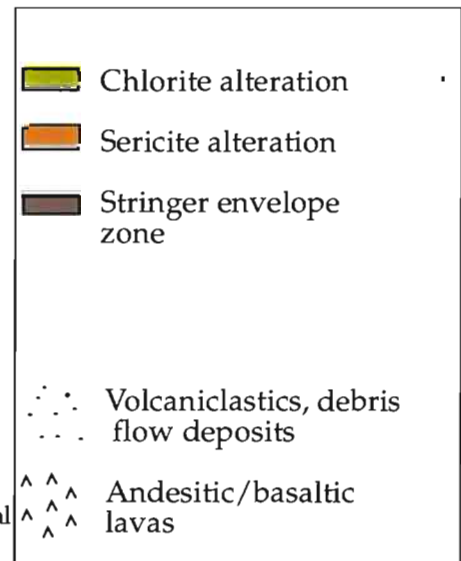 Chlorite alteration
Sericite alteration
Stringer envelope
zone
Volcaniclastics, debris
flow deposits
Andesitic/basaltic
lavas